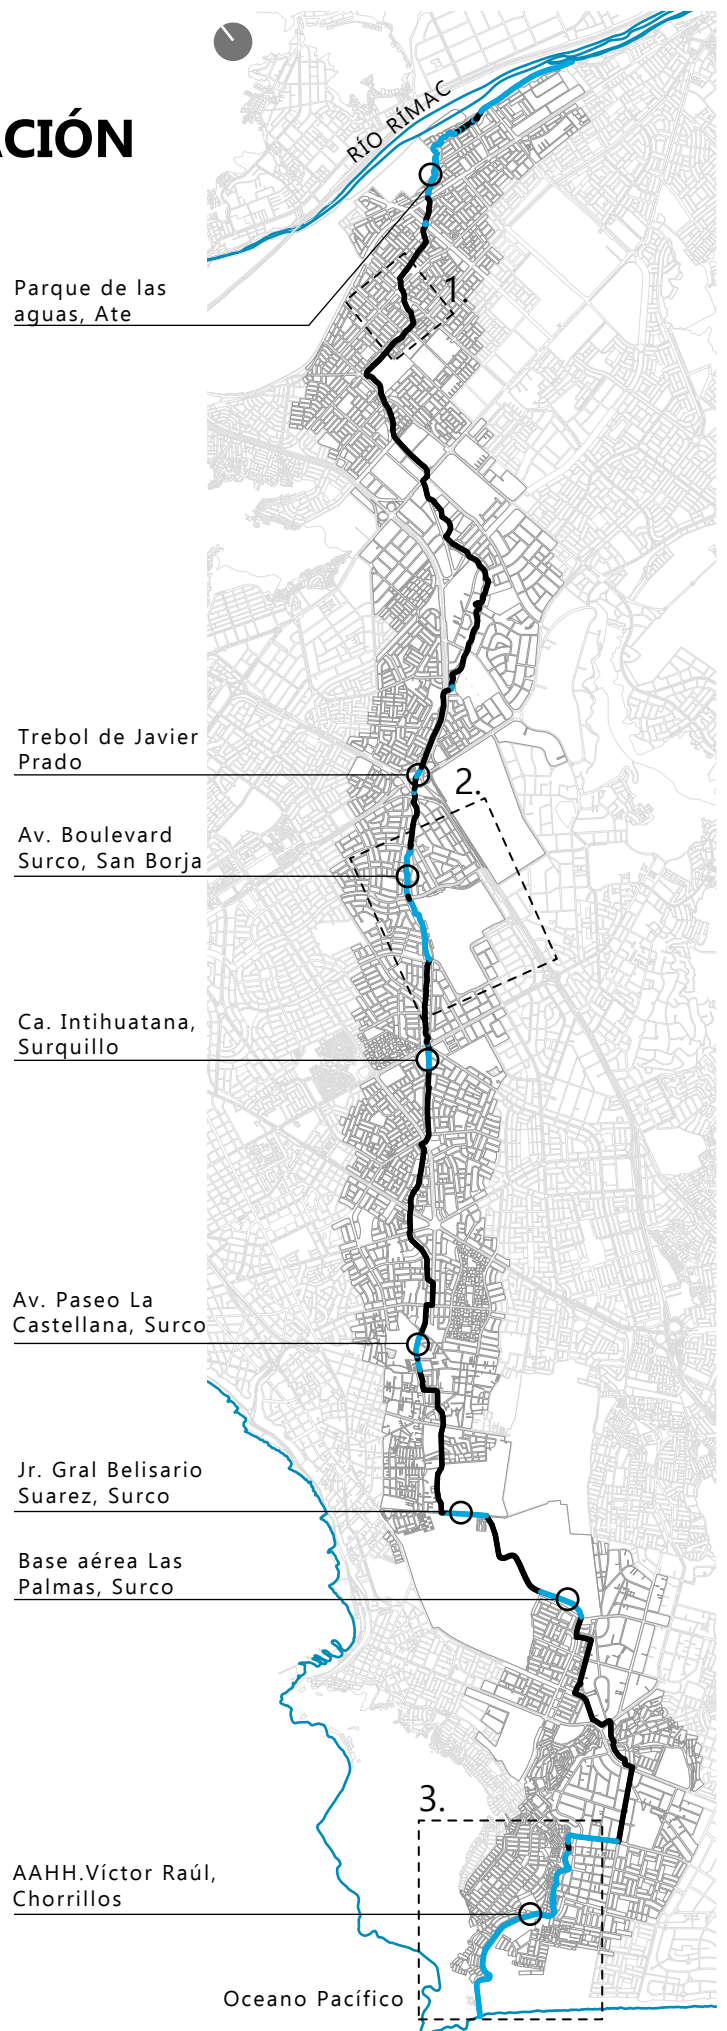 ACIÓN
RÍO RÍMAC
Parque de las
aguas, Ate
1.
Trebol de Javier
Prado
2.
Av. Boulevard
Surco, San Borja
Ca. Intihuatana,
Surquillo
Av. Paseo La
Castellana, Surco
Jr. Gral Belisario
Suarez, Surco
Base aérea Las
Palmas, Surco
3.
AAHH.Víctor Raúl,
Chorrillos
Oceano Pacífico